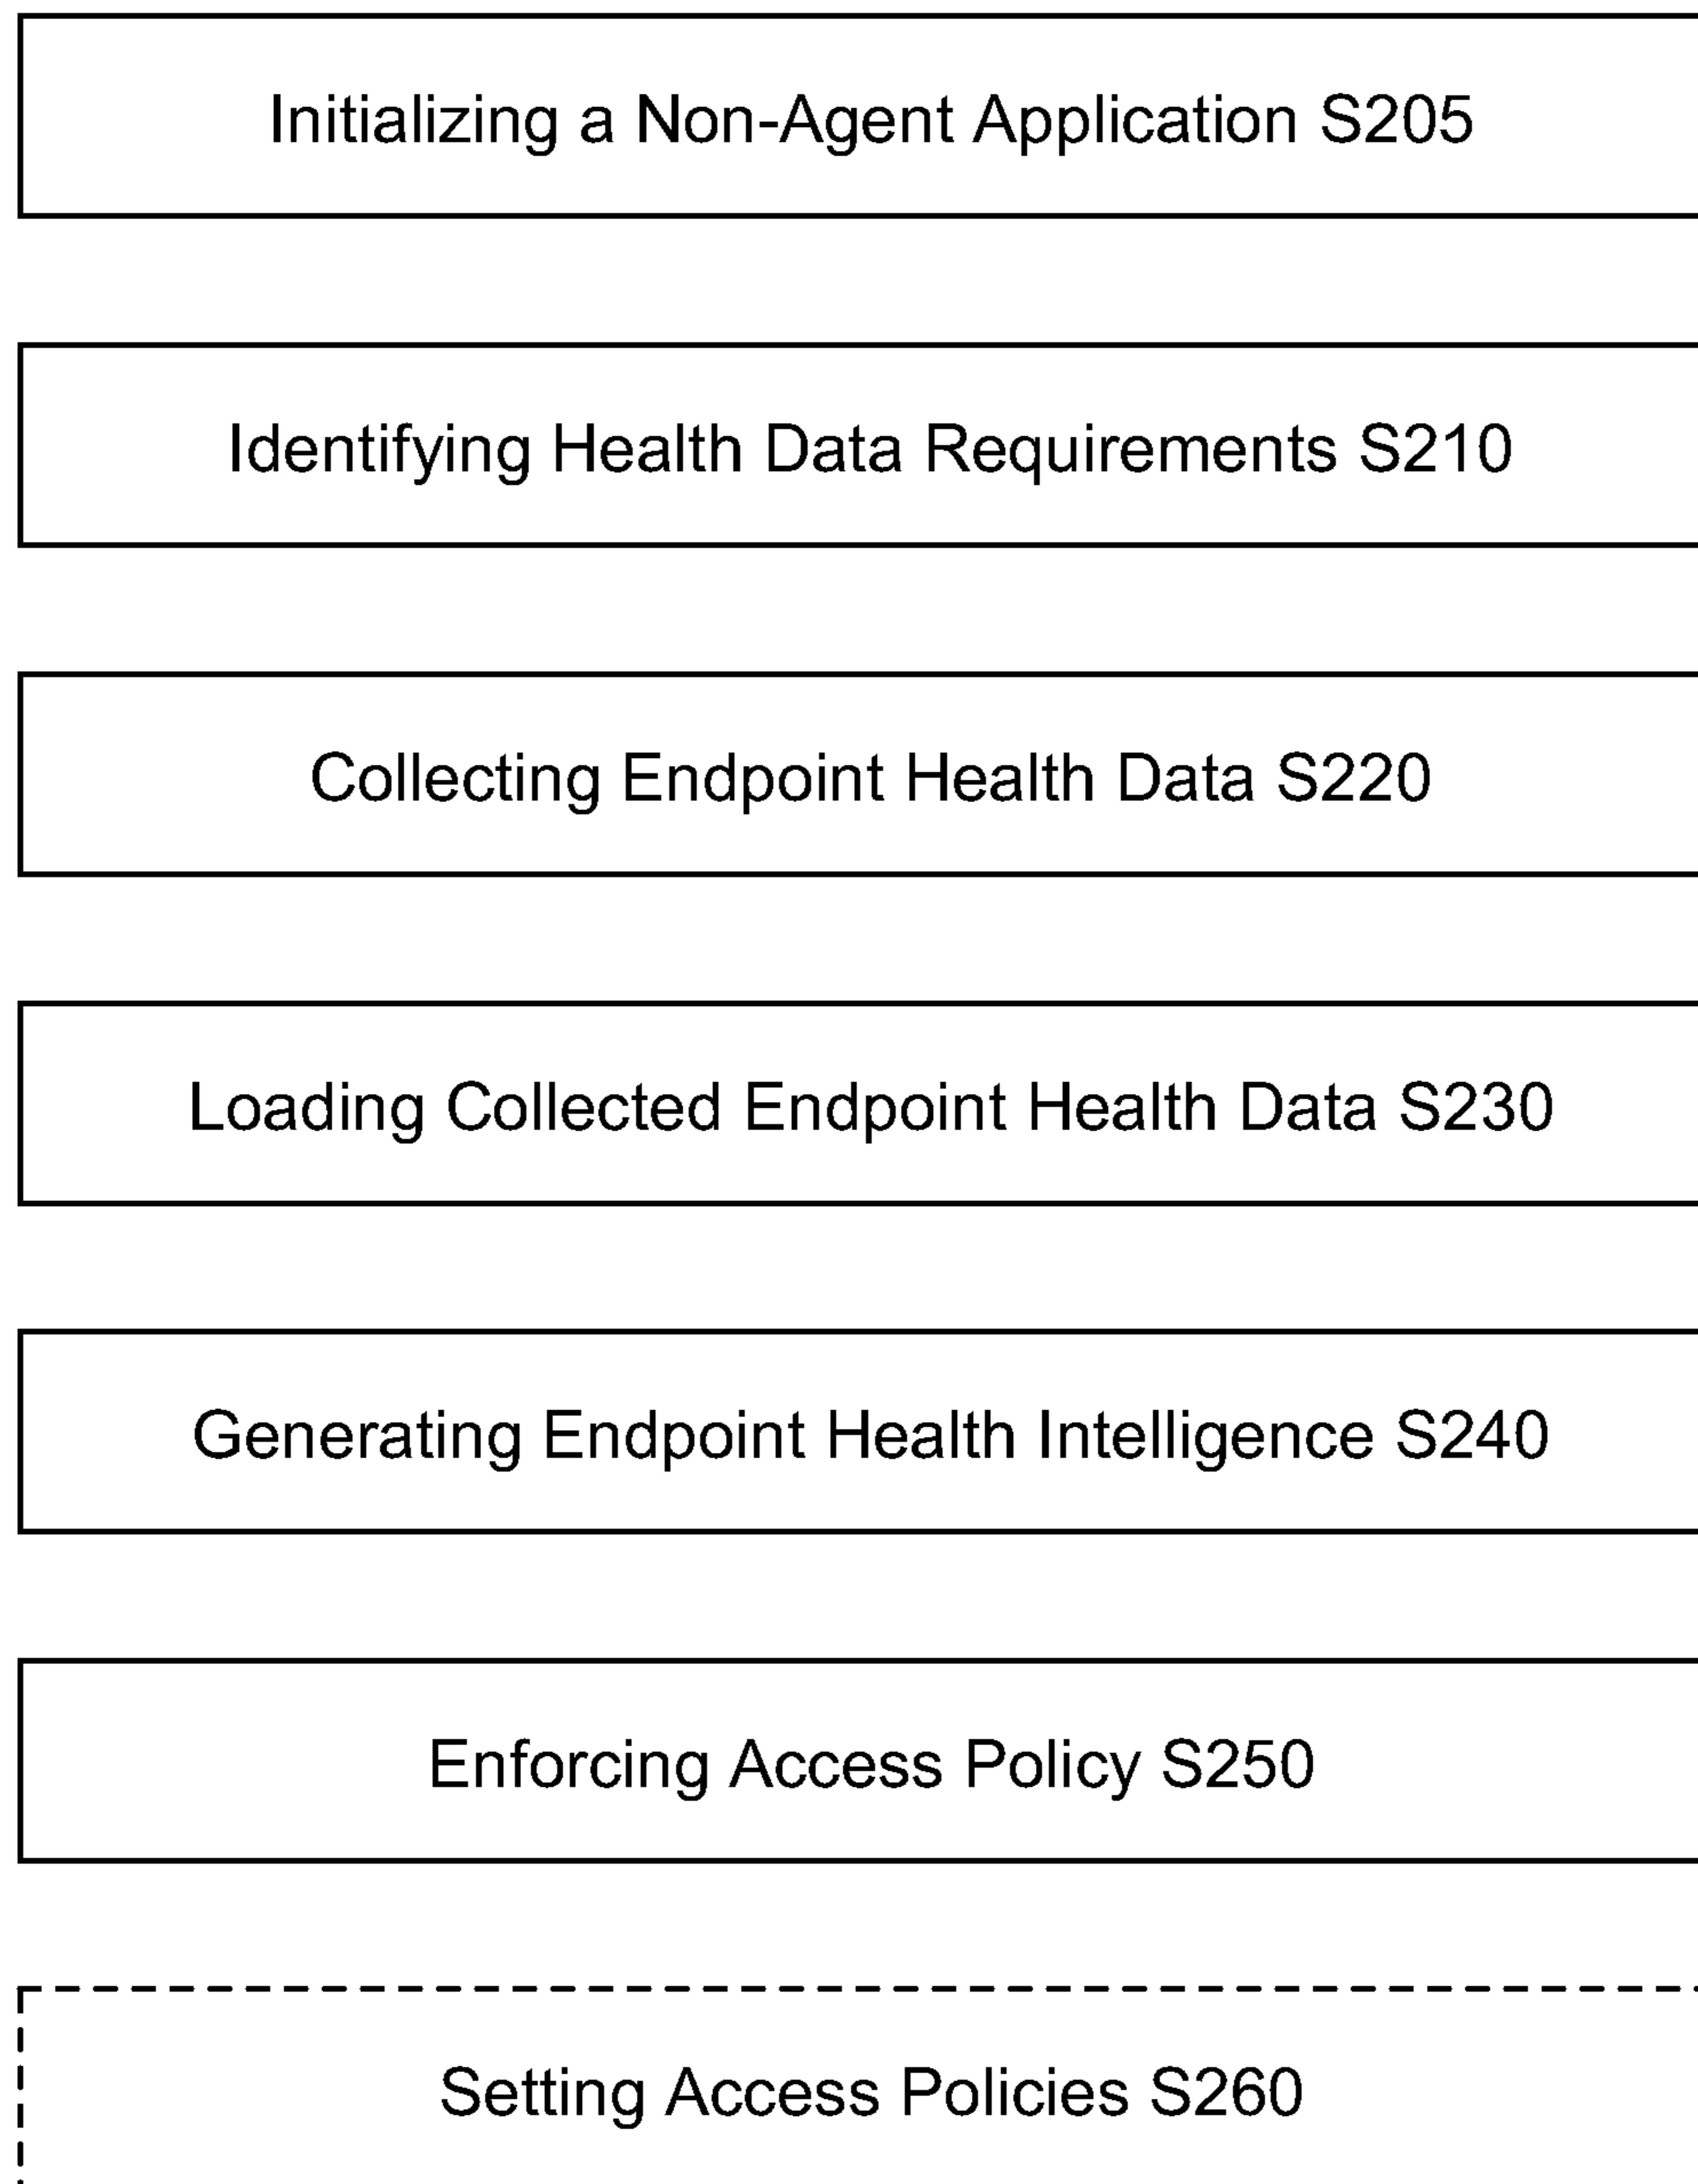 Initializing a Non-Agent Application S205
Identifying Health Data Requirements S210
Collecting Endpoint Health Data S220
Loading Collected Endpoint Health Data S230
Generating Endpoint Health Intelligence S240
Enforcing Access Policy S250
Setting Access Policies S260